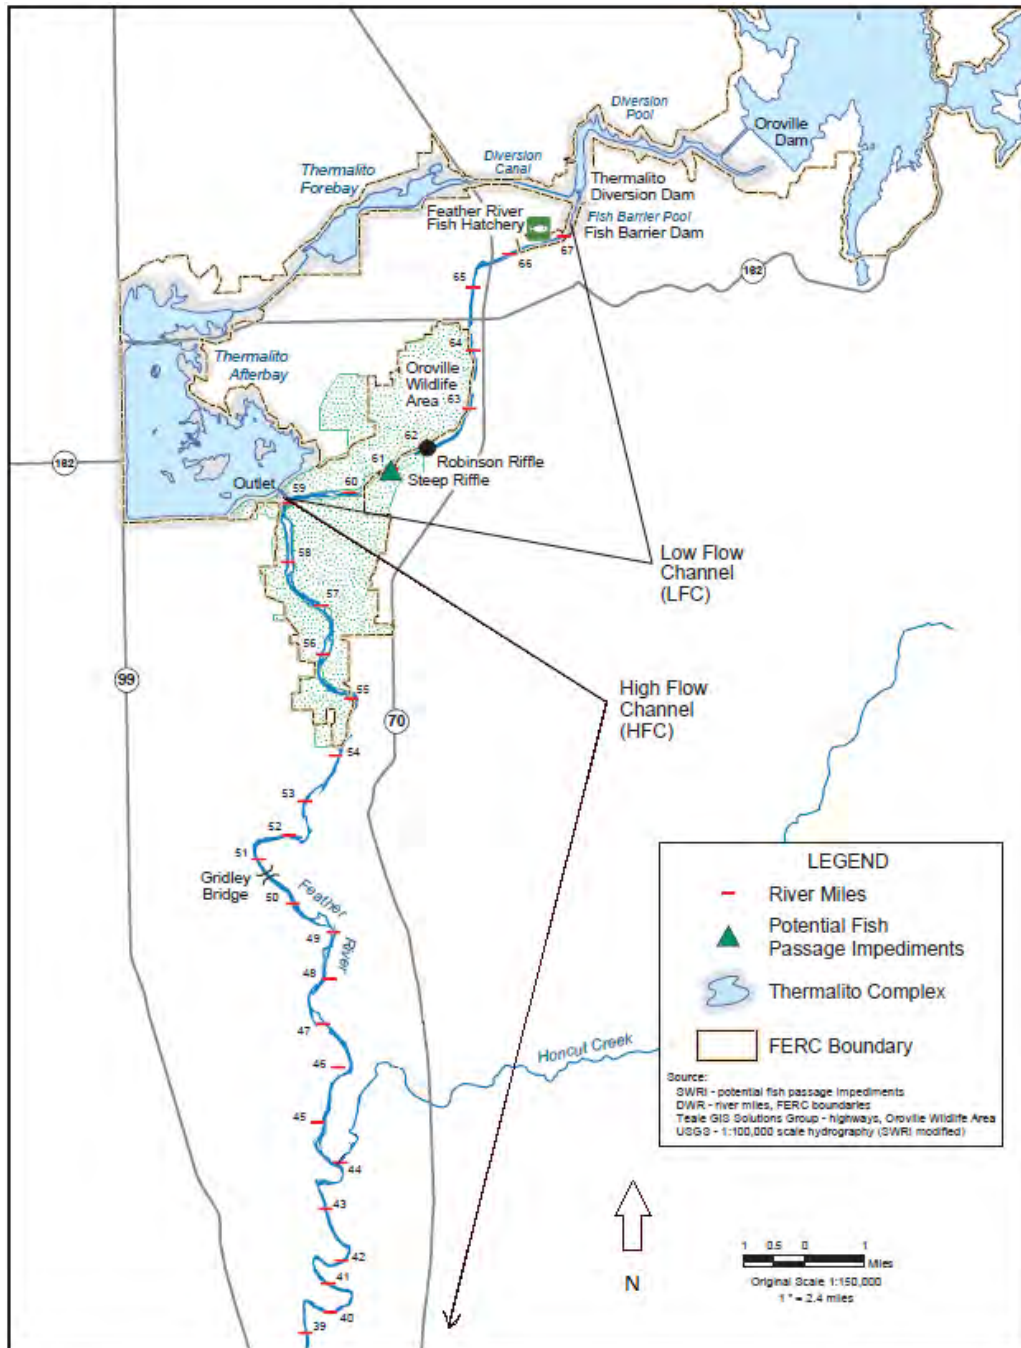 Diversion
Pool
Oroville
Dam
Diversion
Canal
Thermalito
Forebay
Thermalito
Diversion Dam
Feather River
Fish Hatchery
Fish Barrier Pool
Fish Barrier Dam
67
66
65
162
64
Thermalito
Afterbay
Oroville
Wildlife
Area
63
62
Robinson Riffle
61
Steep Riffle
162
Outlet
60
59
58
Low Flow
Channel
(LFC)
57
56
99
55
High Flow
Channel
(HFC)
70
54
53
52
51
Gridley
Bridge
50
Feather
River
49
48
47
46
Honcut Creek
45
44
43
42
41
40
39
LEGEND
River Miles
Potential Fish
Passage Impediments
Thermalito Complex
FERC Boundary
Source:
SWRI - potential fish passage impediments
DWR - river miles, FERC boundaries
Teale GIS Solutions Group - highways, Oroville Wildlife Area
USGS - 1:100,000 scale hydrography (SWRI modified)
N
1 0.5 0 1
Miles
Original Scale 1:150,000
1 " = 2.4 miles